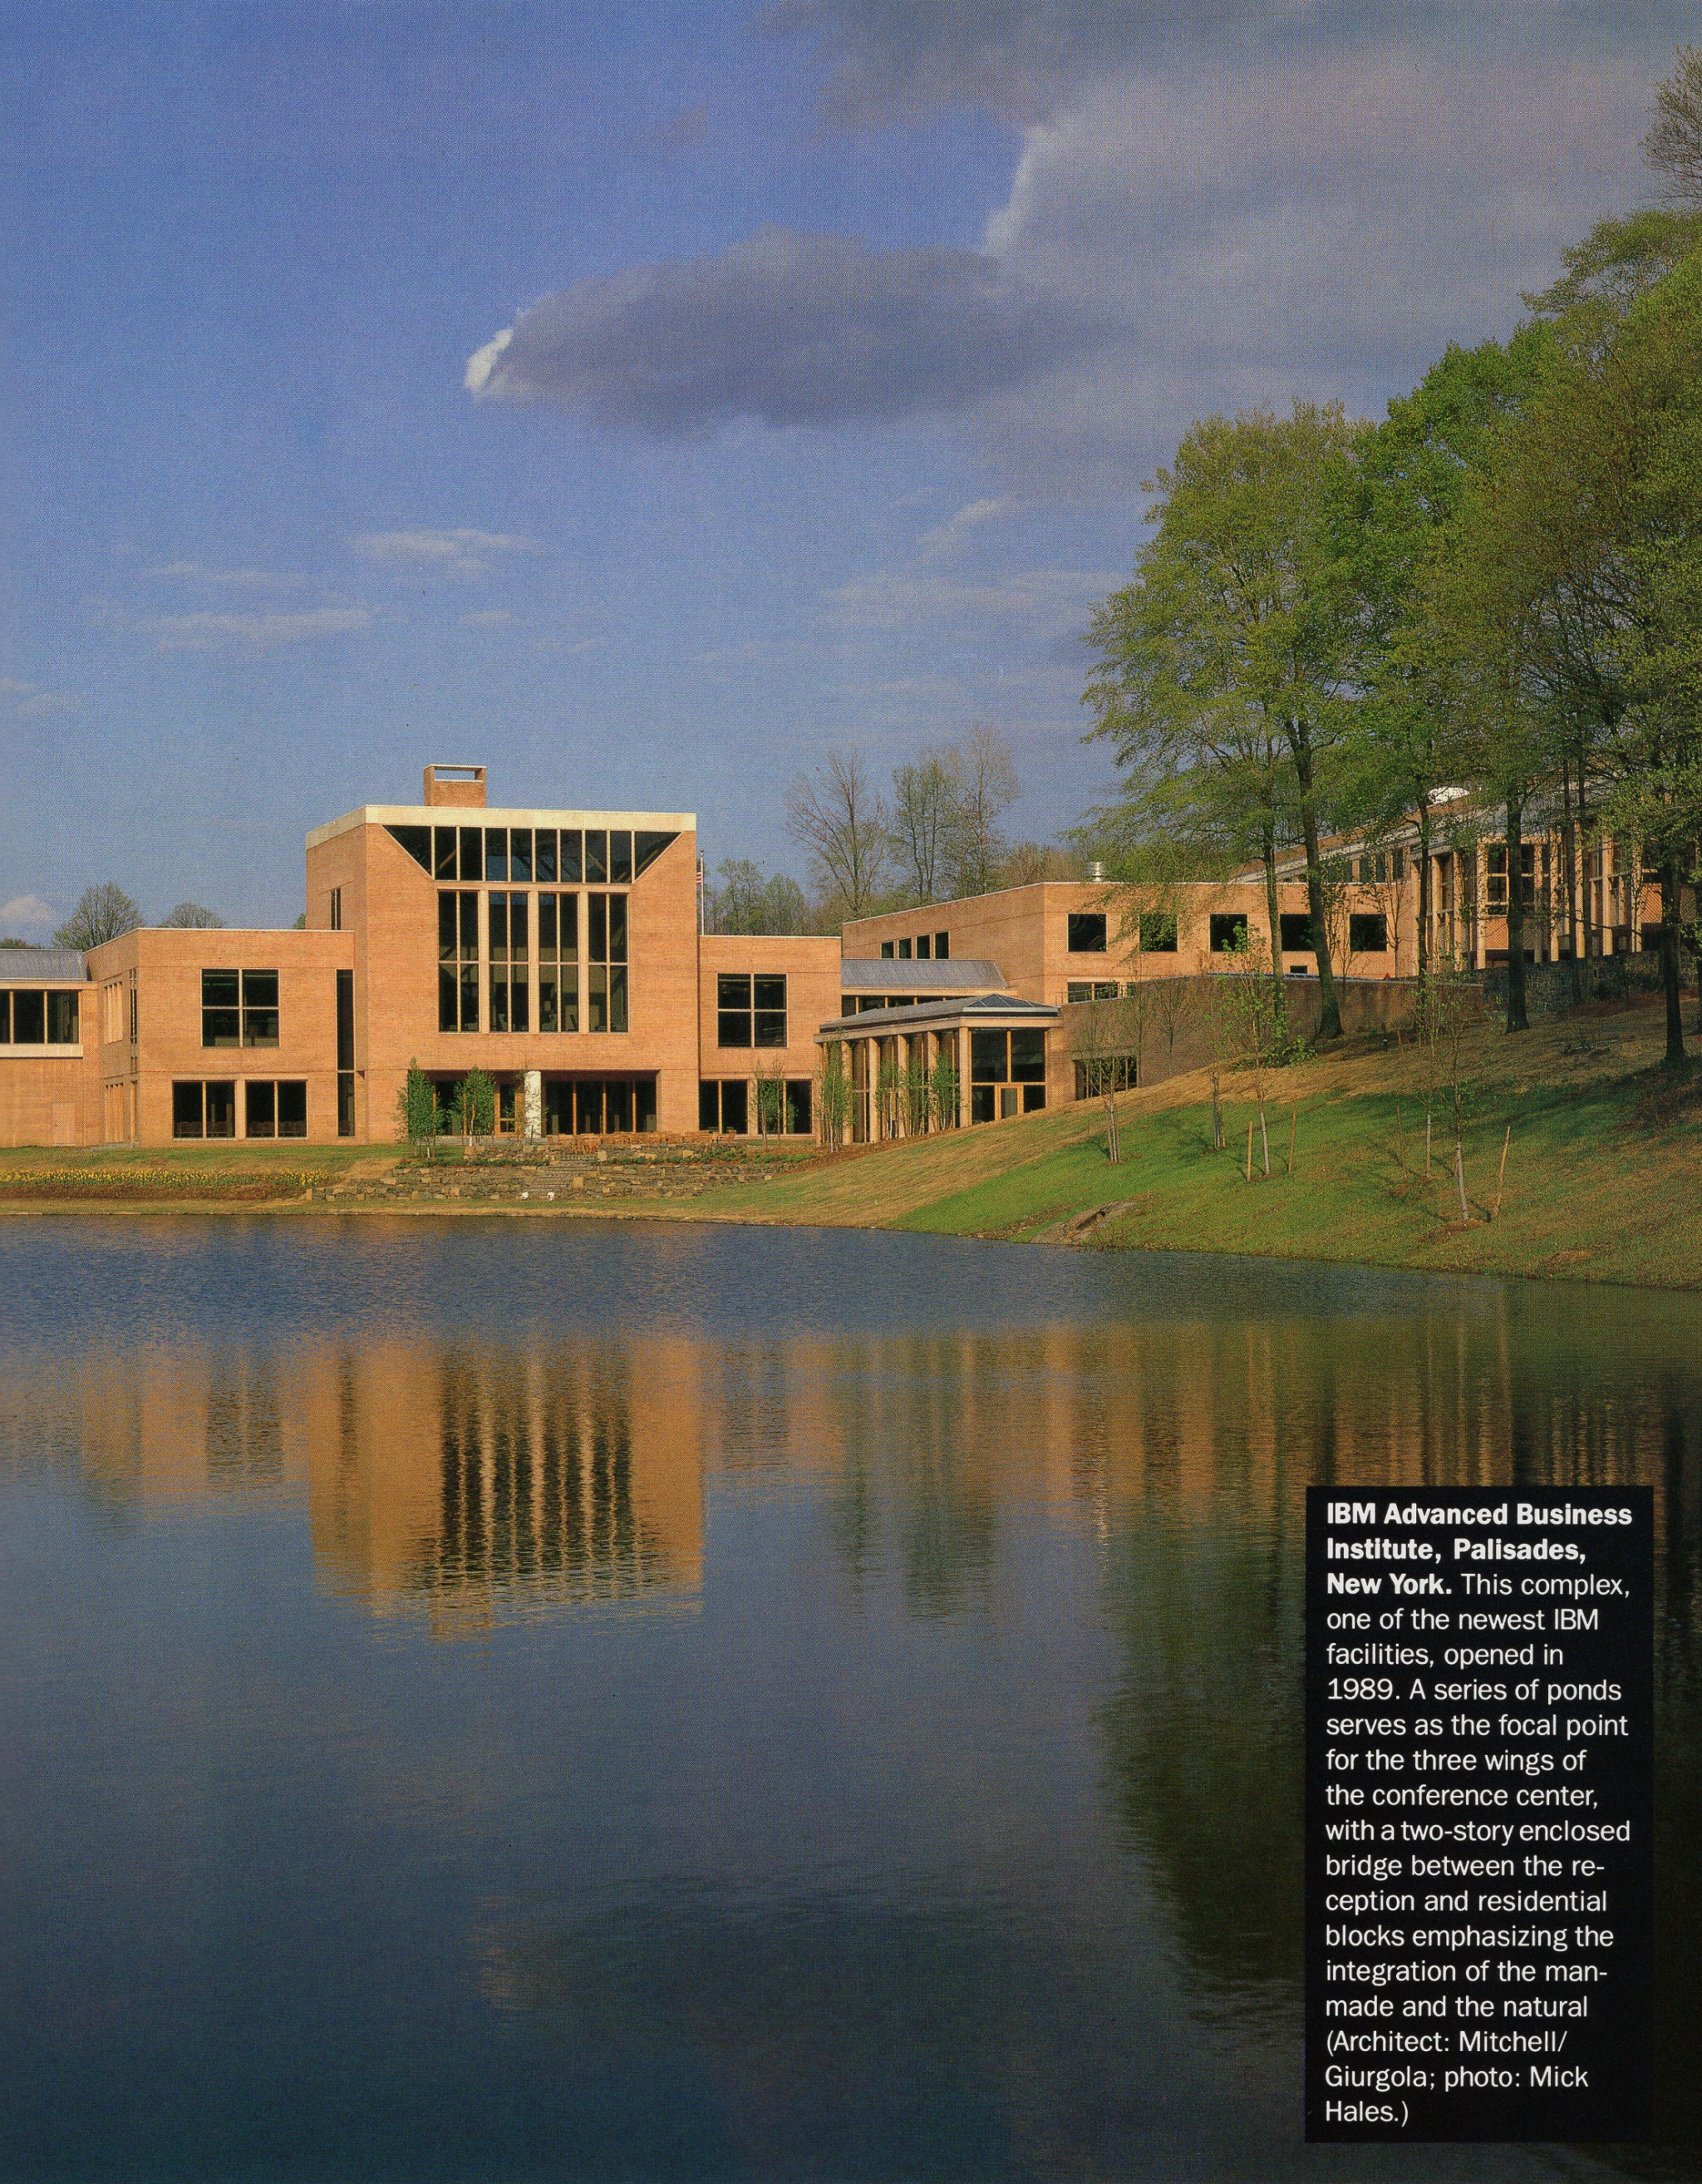 IBM Advanced Business
Institute, Palisades,
New York. This complex,
one of the newest IBM
facilities, opened in
1989. A series of ponds
serves as the focal point
for the three wings of
the conference center,
with a two-story enclosed
bridge between the re-
ception and residential
blocks emphasizing the
integration of the man-
made and the natural
(Architect: Mitchell/
Giurgola; photo: Mick
Hales.)